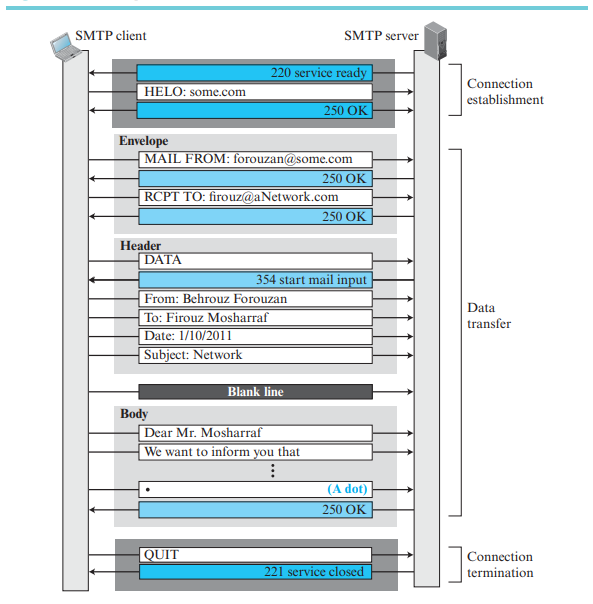 SMTP client
SMTP server
220 service ready
HELO: some.com
250 OK
Connection
establishment
Envelope
MAIL FROM: forouzan@some.com
250 OK
RCPT TO: firouz@aNetwork.com
250 OK
Header
DATA
354 start mail input
From: Behrouz Forouzan
To: Firouz Mosharraf
Date: 1/10/2011
Subject: Network
Data
transfer
Blank line
Body
Dear Mr. Mosharraf
We want to inform you that
(A dot)
250 OK
QUIT
221 service closed
Connection
termination